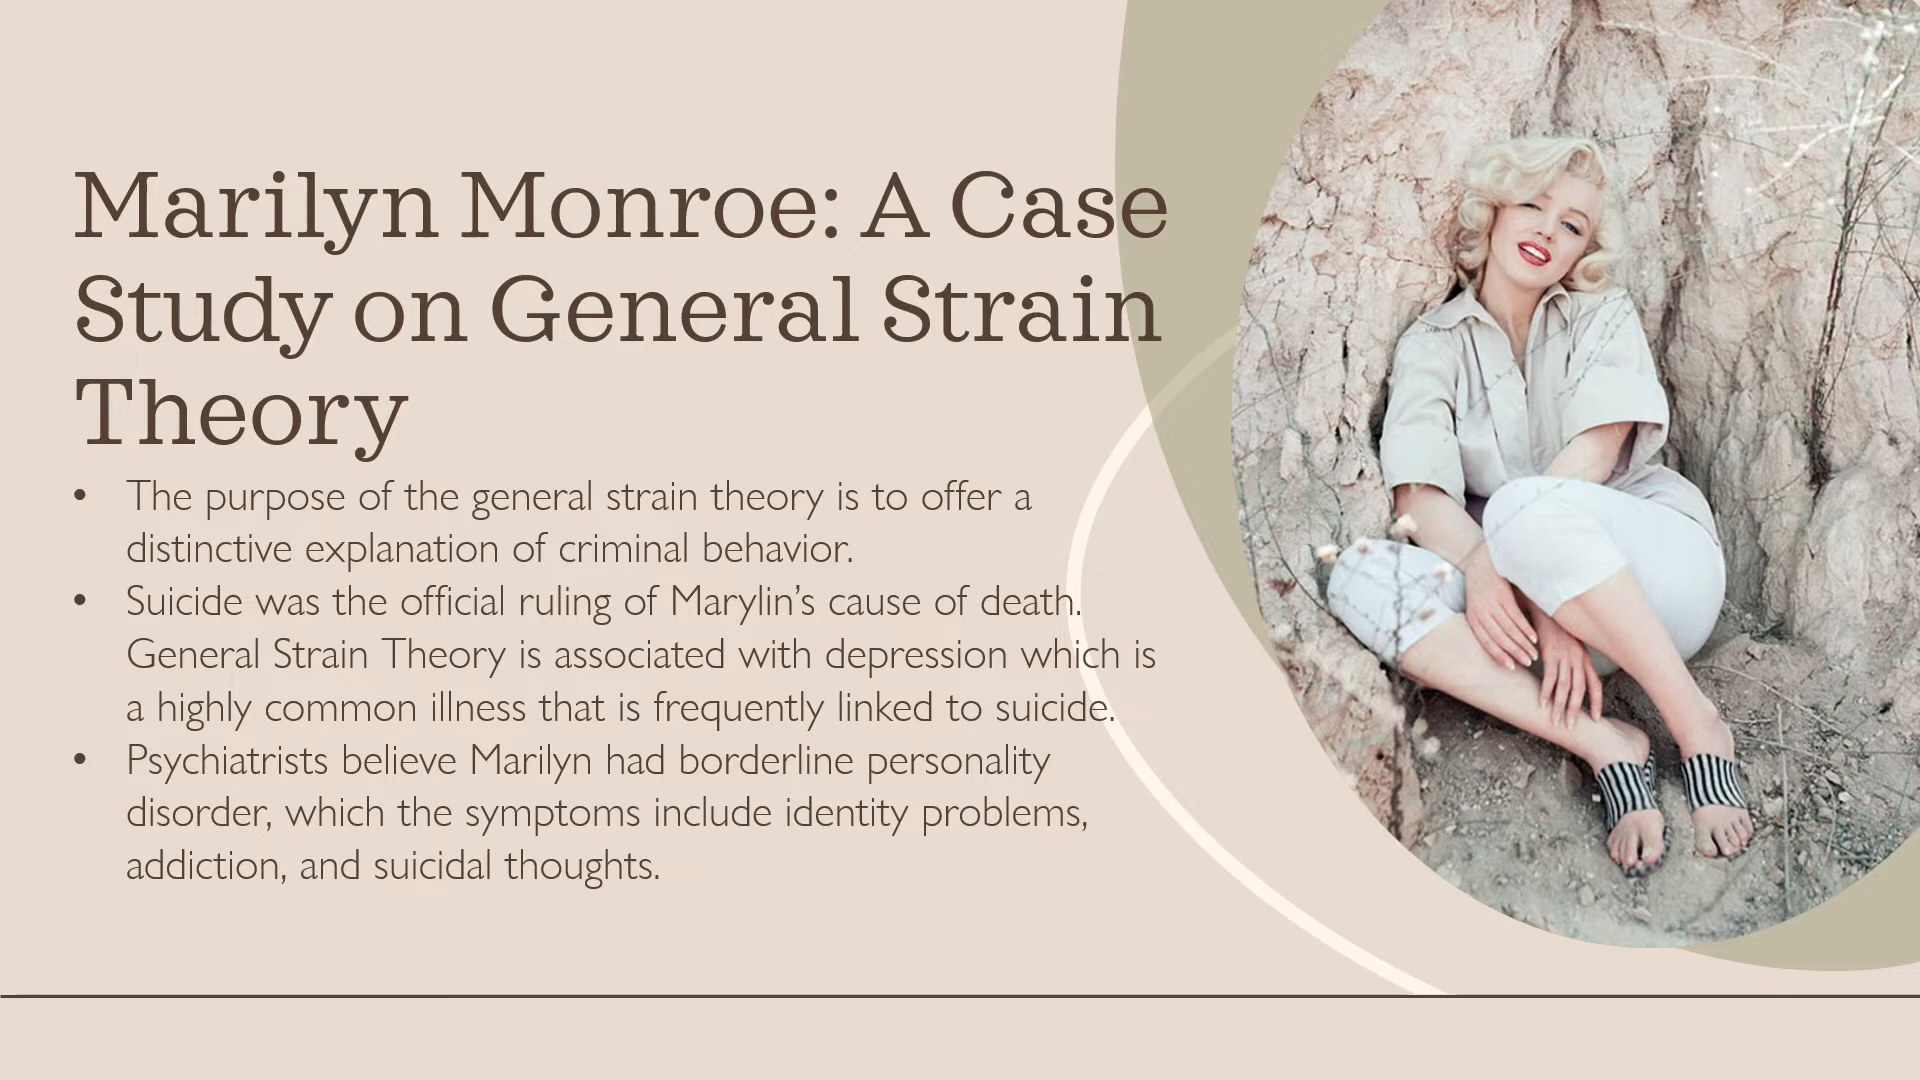 Marilyn Monroe: A Case
Study on General Strain
Theory
• The purpose of the general strain theory is to offer a
distinctive explanation of criminal behavior.
• Suicide was the official ruling of Marylin’s cause of death.
General Strain Theory is associated with depression which is
a highly common illness that is frequently linked to suicide.
• Psychiatrists believe Marilyn had borderline personality
disorder, which the symptoms include identity problems,
addiction, and suicidal thoughts.